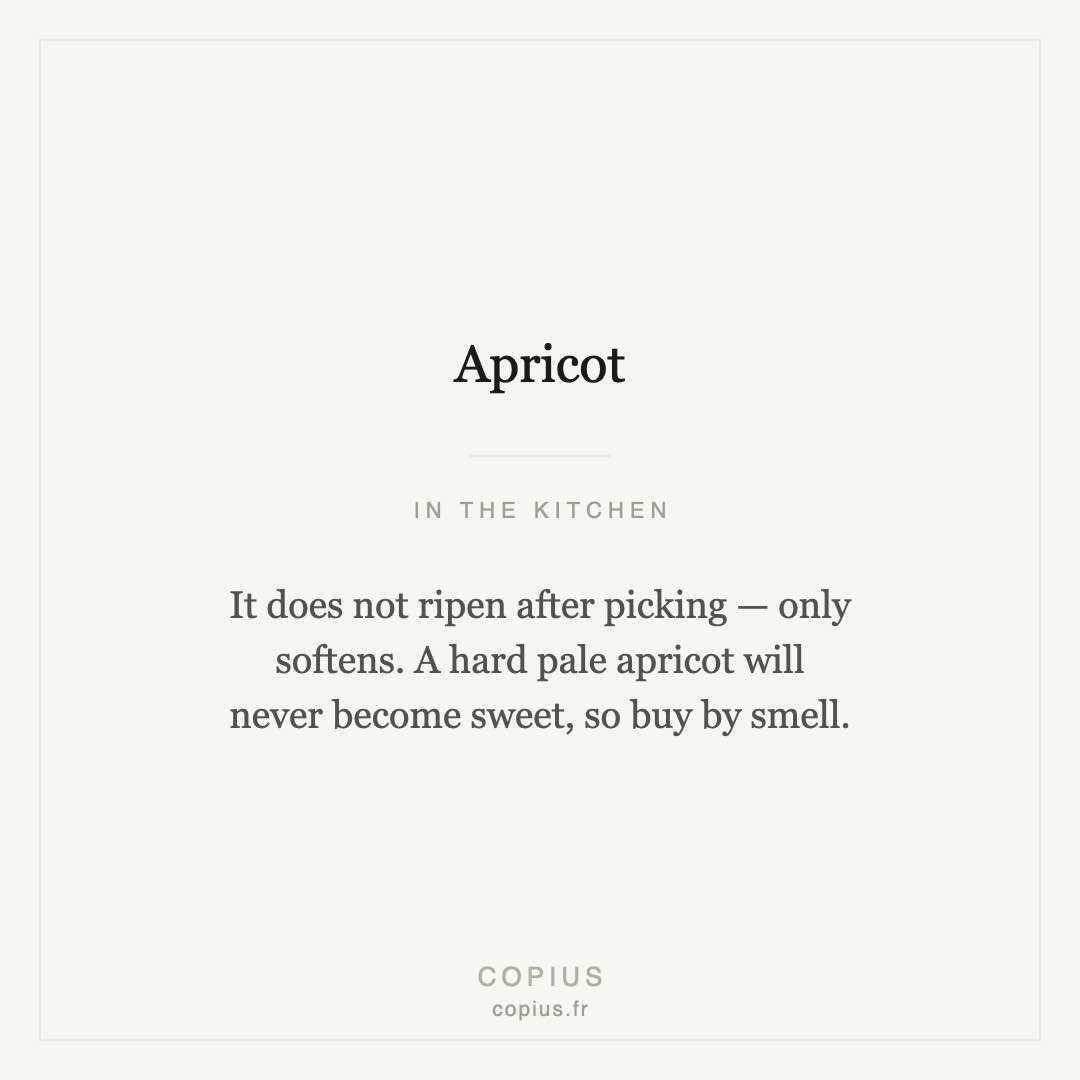 Apricot
IN THE KITCHEN
It does not ripen after picking — only
softens. A hard pale apricot will
never become sweet, so buy by smell.
COPIUS
copius.fr